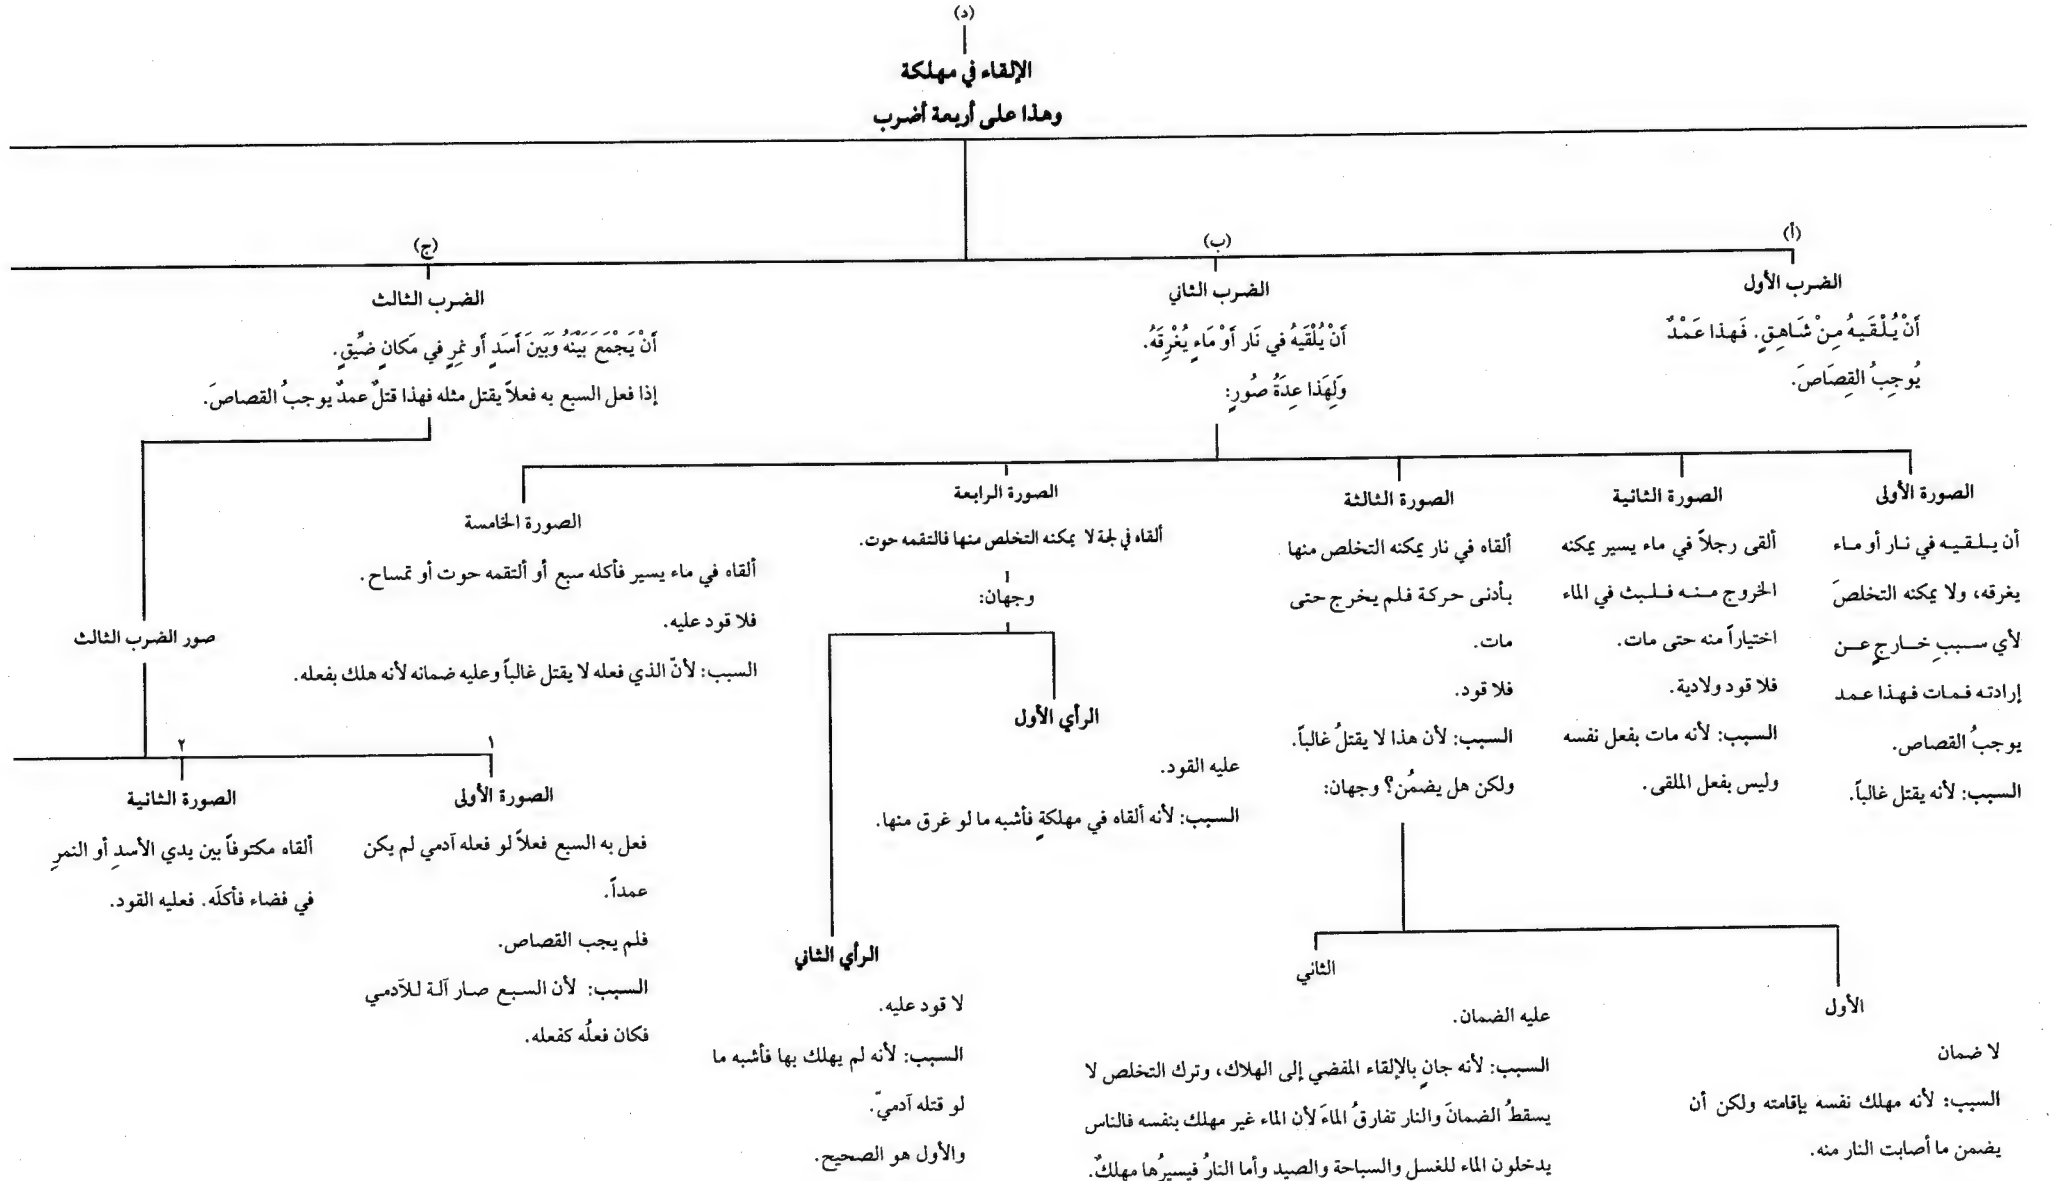 (د)
الإلقاء في مهلكة
وهذا على أربعة أضرب
(أ)
الضرب الأول
أَنْ يُلْقَيهُ مِنْ شَاهِقٍ. فَهذا عَمْدٌ
يُوجِبُ القِصَاصَ.
(ب)
الضرب الثاني
أَنْ يُلْقَيهُ في نَار أَوْ مَاءٍ يُغْرِقَهُ.
وَلِهَذا عِدَةُ صُورٍ:
الصورة الأولى
أن يلقيه في نار أو ماء
يغرقه، ولا يمكنه التخلصَ
لأي سببِ خارجٍ عن
إرادته فمات فهذا عمد
يوجبُ القصاص.
السبب: لأنه يقتل غالباً.
الصورة الثانية
ألقى رجلاً في ماء يسير يمكنه
الخروج منه فلبث في الماء
اختياراً منه حتى مات.
فلا قود ولادية.
السبب: لأنه مات بفعل نفسه
وليس بفعل الملقى.
الصورة الثالثة
ألقاه في نار يمكنه التخلص منها
بأدنى حركة فلم يخرج حتى
مات.
فلا قود.
السبب: لأن هذا لا يقتلُ غالباً.
ولكن هل يضمُن؟ وجهان:
الأول
لا ضمان
السبب: لأنه مهلك نفسه بإقامته ولكن أن
يضمن ما أصابت النار منه.
الثاني
عليه الضمان.
السبب: لأنه جانٍ بالإلقاء المفضي إلى الهلاك، وترك التخلص لا
يسقطُ الضمانَ والنار تفارقُ الماءَ لأن الماء غير مهلك بنفسه فالناس
يدخلون الماء للغسل والسباحة والصيد وأما النارُ فيسيرُها مهلكٌ.
الصورة الرابعة
ألقاه في لجة لا يمكنه التخلص منها فالتقمه حوت.
وجهان:
الرأي الأول
عليه القود.
السبب: لأنه ألقاه في مهلكةٍ فأشبه ما لو غرق منها.
الرأي الثاني
لا قود عليه.
السبب: لأنه لم يهلك بها فأشبه ما
لو قتله آدميّ.
والأول هو الصحيح.
الصورة الخامسة
ألقاه في ماء يسير فأكله سبع أو ألتقمه حوت أو تمساح.
فلا قود عليه.
السبب: لأنّ الذي فعله لا يقتل غالباً وعليه ضمانه لأنه هلك بفعله.
(ج)
الضرب الثالث
أَنْ يَجْمَعَ بَيْنَهُ وَبَينَ أَسَدٍ أو نمِرٍ في مَكانٍ ضيِّقٍ.
إذا فعل السبع به فعلاً يقتل مثله فهذا قتلٌ عمدٌ يوجبُ القصاصَ.
صور الضرب الثالث
١
الصورة الأولى
فعل به السبع فعلاً لو فعله آدمي لم يكن
عمداً.
فلم يجب القصاص.
السبب: لأن السبع صار آلة للآدمي
فكان فعلُه كفعله.
٢
الصورة الثانية
ألقاه مكتوفاً بين يدي الأسدِ أو النمرِ
في فضاء فأكلَه. فعليه القود.